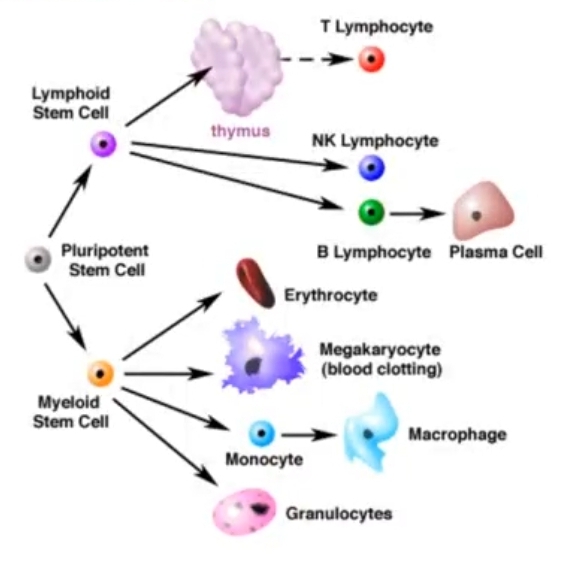 T Lymphocyte
Lymphoid
Stem Cell
thymus
NK Lymphocyte
B Lymphocyte
Plasma Cell
Pluripotent
Stem Cell
Erythrocyte
Megakaryocyte
(blood clotting)
Myeloid
Stem Cell
Monocyte
Macrophage
Granulocytes